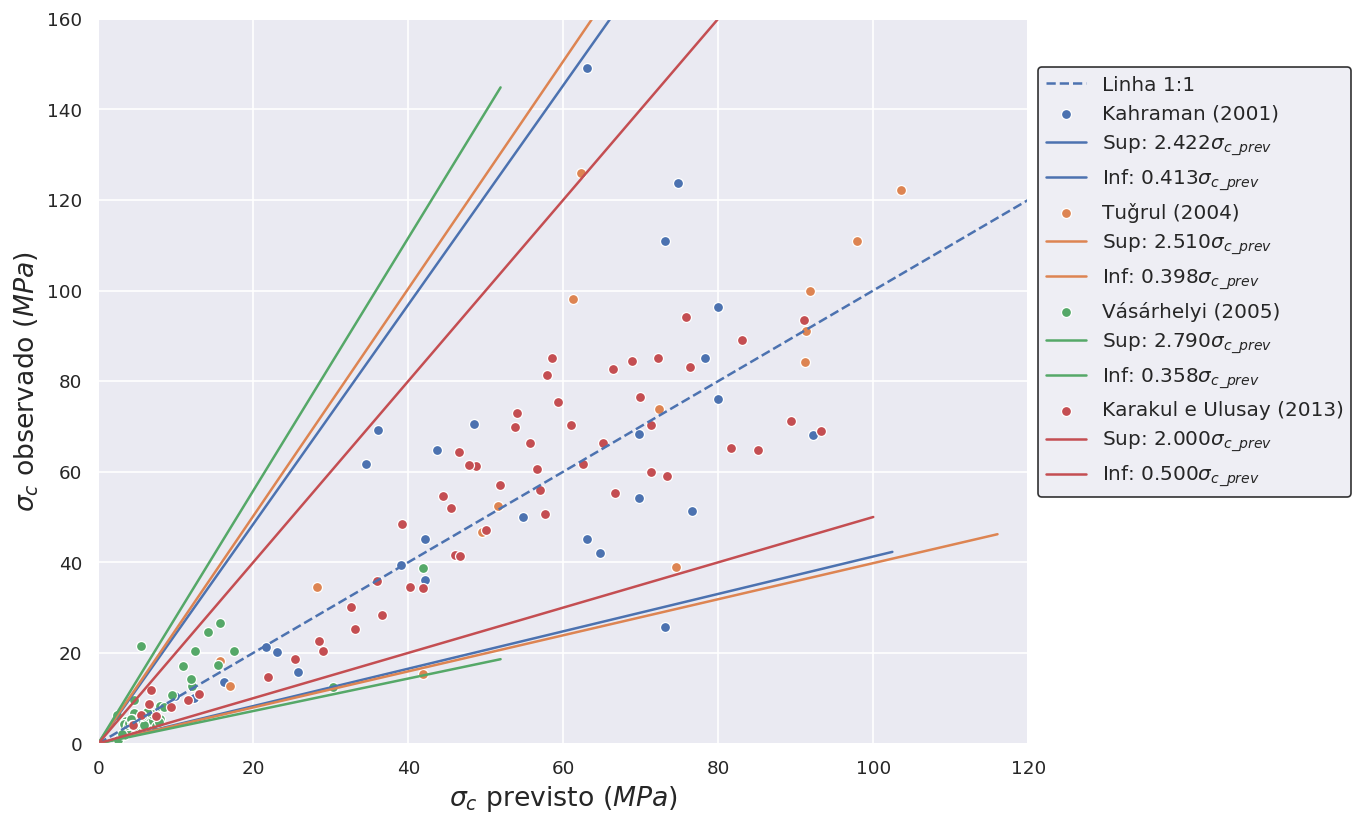 160
140
120
100
80
60
40
20
0
σc observado (MPa)
0 20 40 60 80 100 120
σc previsto (MPa)
Linha 1:1
Kahraman (2001)
Sup: 2.422σc_prev
Inf: 0.413σc_prev
Tuǧrul (2004)
Sup: 2.510σc_prev
Inf: 0.398σc_prev
Vásárhelyi (2005)
Sup: 2.790σc_prev
Inf: 0.358σc_prev
Karakul e Ulusay (2013)
Sup: 2.000σc_prev
Inf: 0.500σc_prev